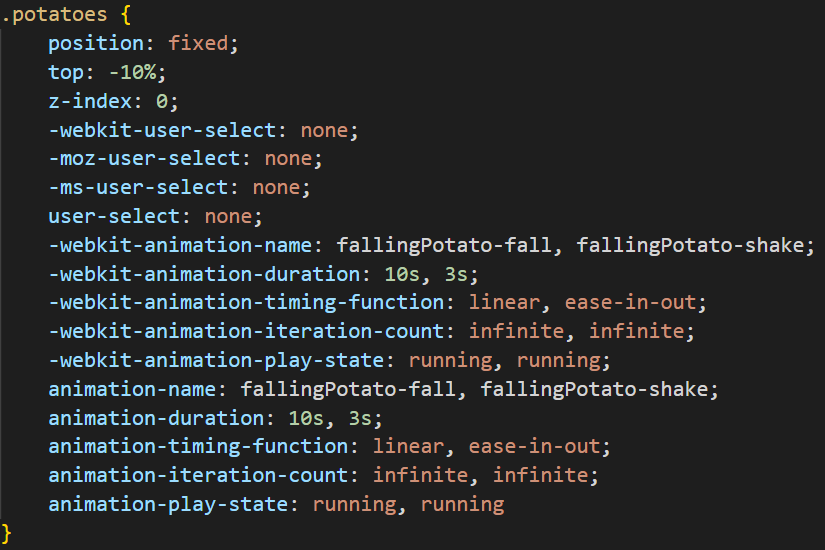 .potatoes {
    position: fixed;
    top: -10%;
    z-index: 0;
    -webkit-user-select: none;
    -moz-user-select: none;
    -ms-user-select: none;
    user-select: none;
    -webkit-animation-name: fallingPotato-fall, fallingPotato-shake;
    -webkit-animation-duration: 10s, 3s;
    -webkit-animation-timing-function: linear, ease-in-out;
    -webkit-animation-iteration-count: infinite, infinite;
    -webkit-animation-play-state: running, running;
    animation-name: fallingPotato-fall, fallingPotato-shake;
    animation-duration: 10s, 3s;
    animation-timing-function: linear, ease-in-out;
    animation-iteration-count: infinite, infinite;
    animation-play-state: running, running
}